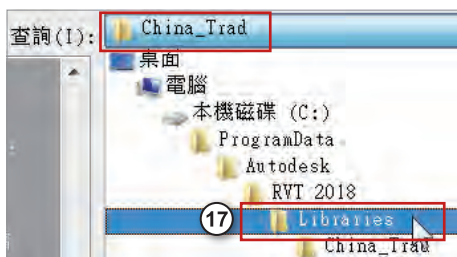 查詢(I): China_Trad
桌面
電腦
本機磁碟 (C:)
ProgramData
Autodesk
RVT 2018
17 Libraries
China_Trad